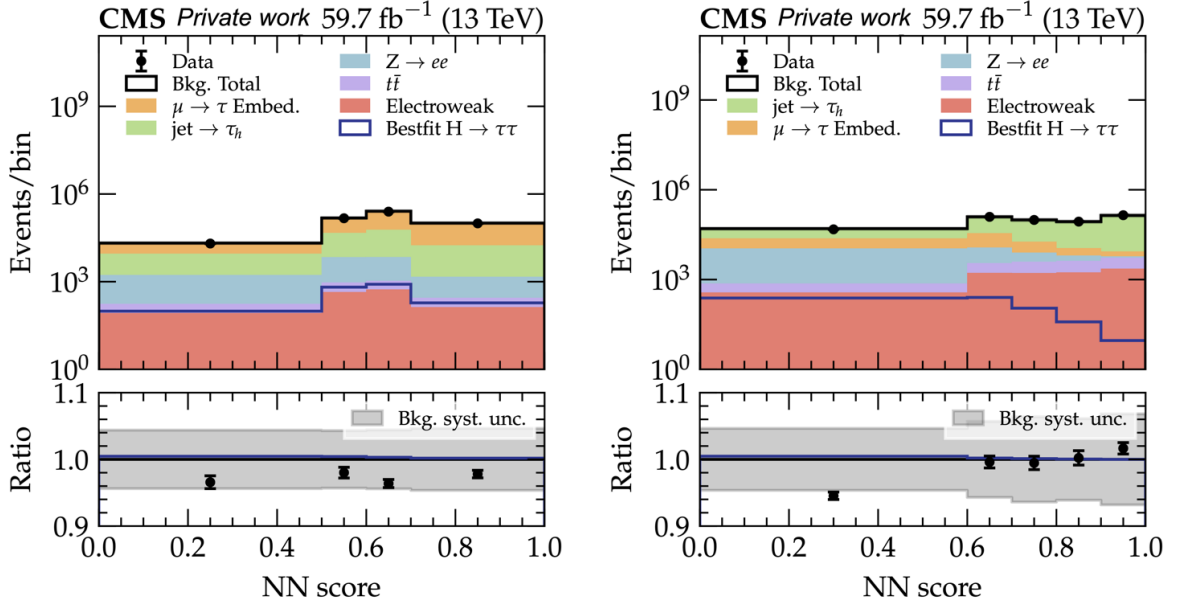 CMS Private work 59.7 fb⁻¹ (13 TeV)
Data
Bkg. Total
μ → τ Embed.
jet → τₕ
Z → ee
tt̄
Electroweak
Bestfit H → ττ
Events/bin
10⁹
10⁶
10³
10⁰
Bkg. syst. unc.
Ratio
1.1
1.0
0.9
0.0 0.2 0.4 0.6 0.8 1.0
NN score
CMS Private work 59.7 fb⁻¹ (13 TeV)
Data
Bkg. Total
jet → τₕ
μ → τ Embed.
Z → ee
tt̄
Electroweak
Bestfit H → ττ
Events/bin
10⁹
10⁶
10³
10⁰
Bkg. syst. unc.
Ratio
1.1
1.0
0.9
0.0 0.2 0.4 0.6 0.8 1.0
NN score